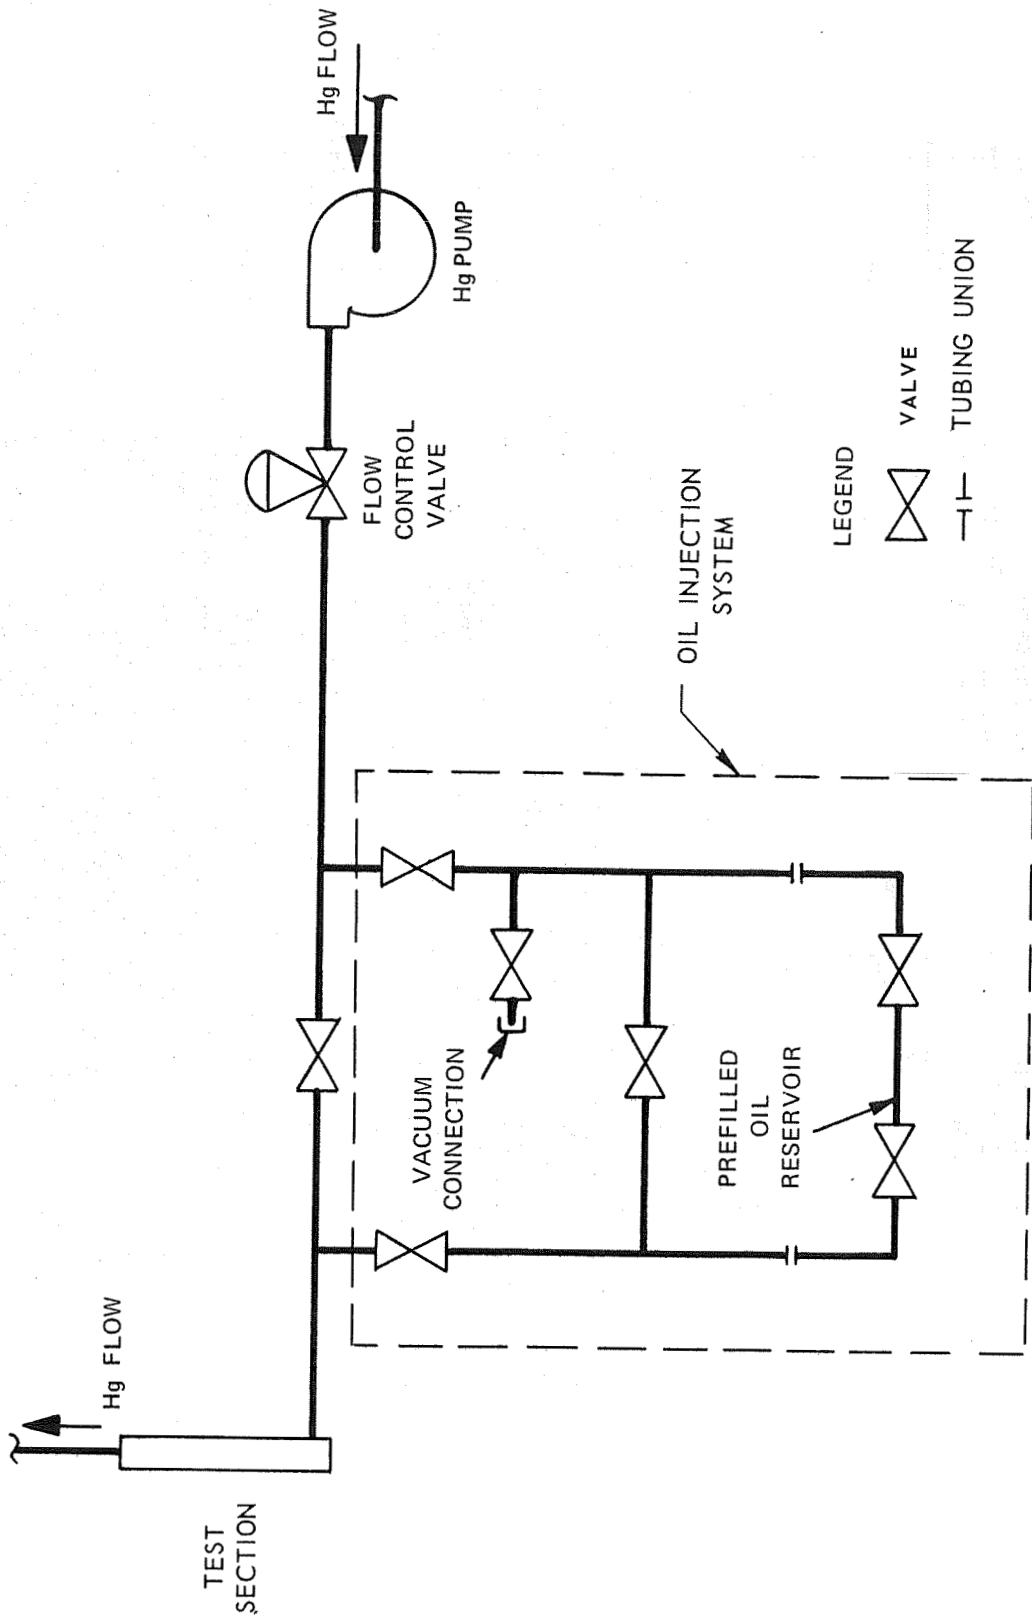 Hg FLOW
TEST
SECTION
Hg FLOW
Hg PUMP
FLOW
CONTROL
VALVE
OIL INJECTION
SYSTEM
VACUUM
CONNECTION
PREFILLED
OIL
RESERVOIR
LEGEND
VALVE
TUBING UNION